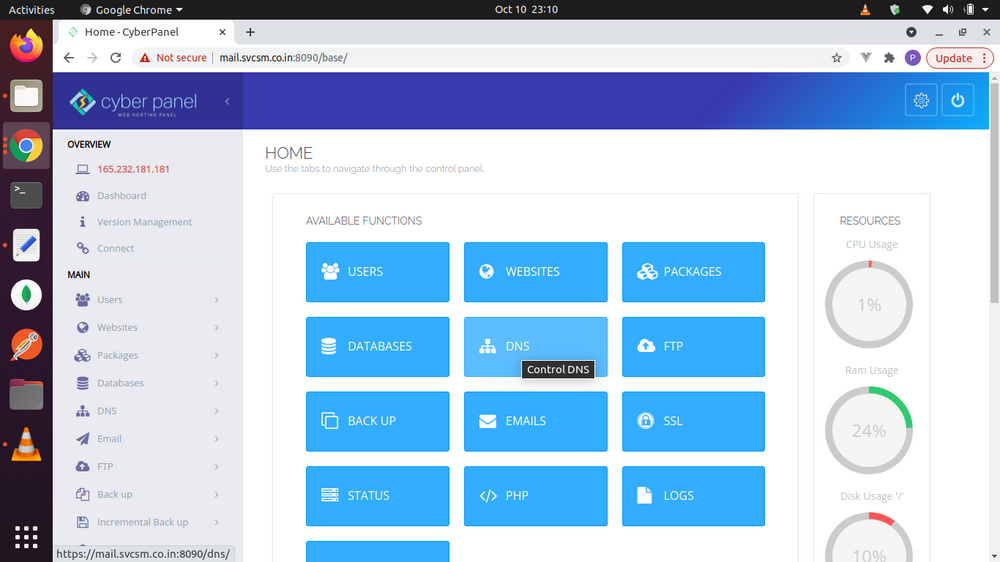 Activities
Google Chrome
Oct 10 23:10
Home - CyberPanel
Not secure
mail.svcsm.co.in:8090/base/
P
Update
cyber panel
WEB HOSTING PANEL
OVERVIEW
165.232.181.181
Dashboard
Version Management
Connect
MAIN
Users
Websites
Packages
Databases
DNS
Email
FTP
Back up
Incremental Back up
https://mail.svcsm.co.in:8090/dns/
HOME
Use the tabs to navigate through the control panel.
AVAILABLE FUNCTIONS
USERS
WEBSITES
PACKAGES
DATABASES
DNS
FTP
Control DNS
BACK UP
EMAILS
SSL
STATUS
PHP
LOGS
RESOURCES
CPU Usage
1%
Ram Usage
24%
Disk Usage '/'
10%